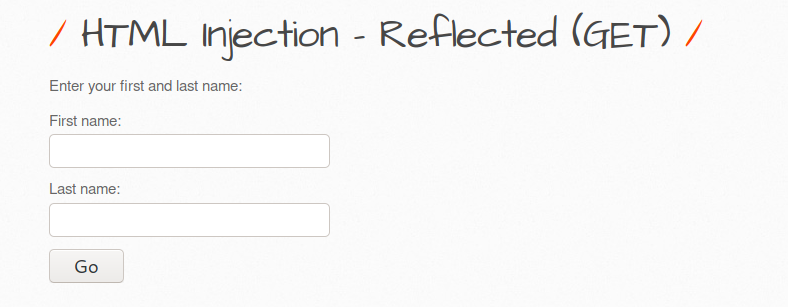 / HTML Injection - Reflected (GET) /
Enter your first and last name:
First name:
Last name:
Go